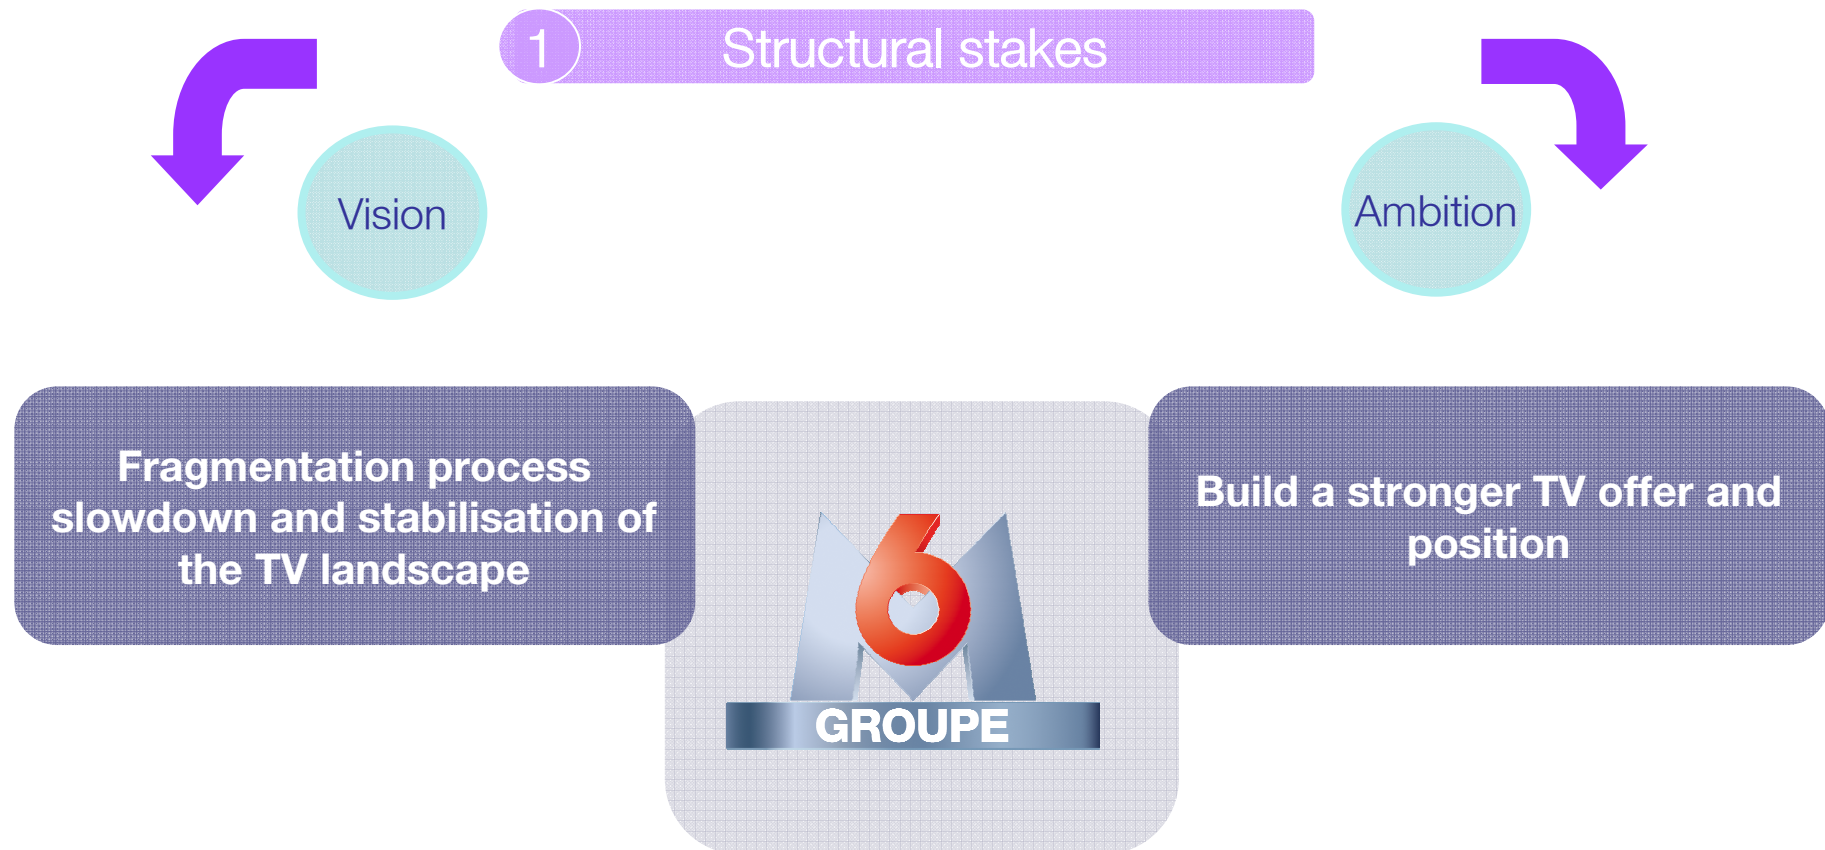 1 Structural stakes
Vision
Ambition
Fragmentation process
slowdown and stabilisation of
the TV landscape
Build a stronger TV offer and
position
M6
GROUPE